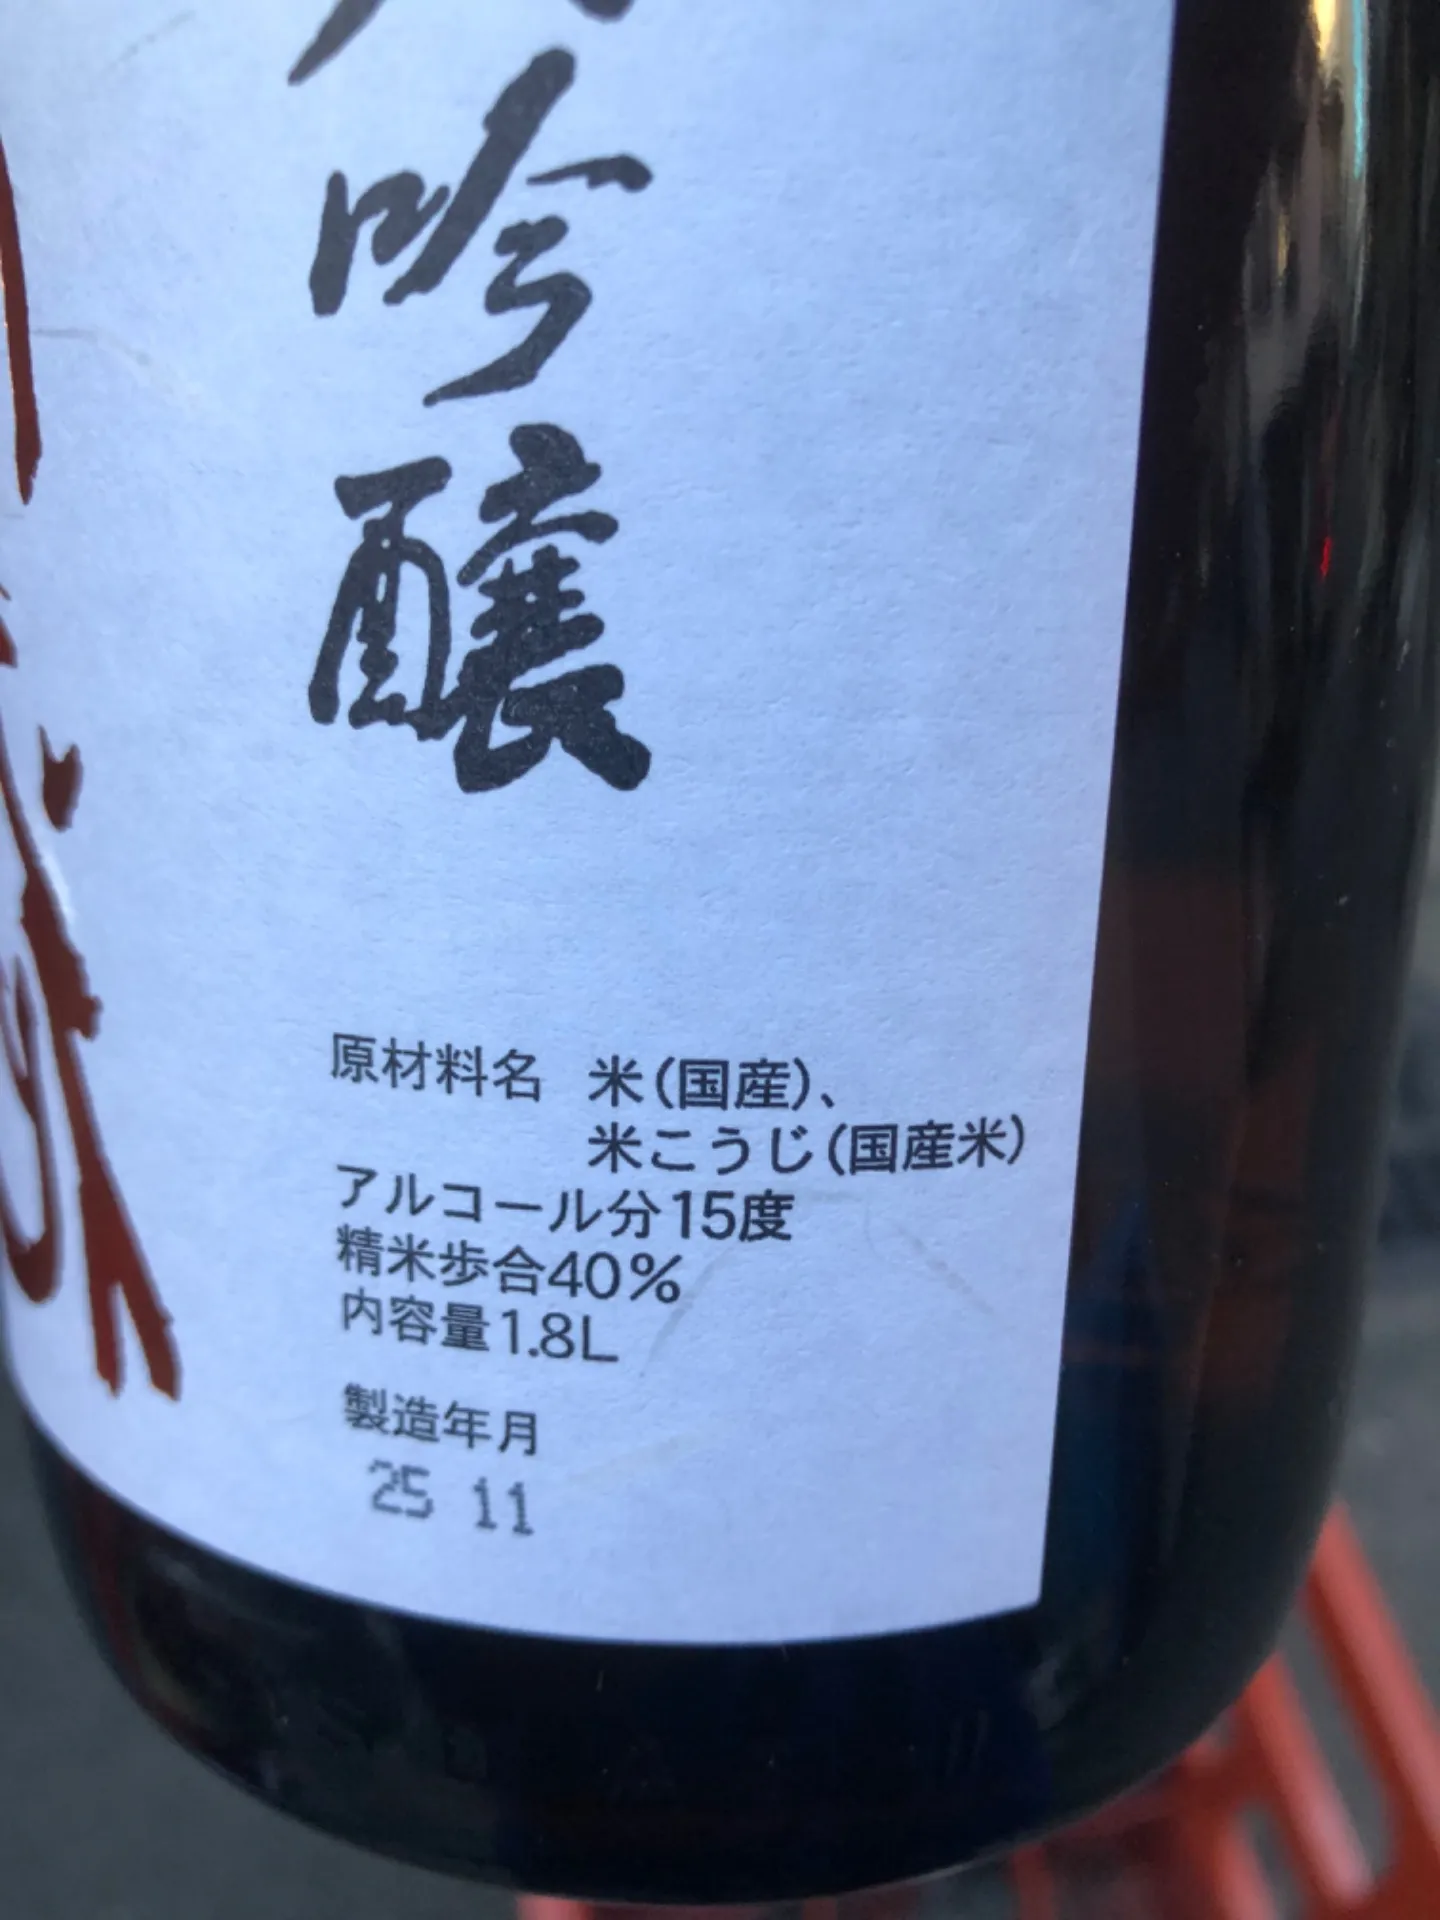 大吟醸
原材料名 米(国産)、
米こうじ(国産米)
アルコール分15度
精米歩合40%
内容量1.8L
製造年月
25 11